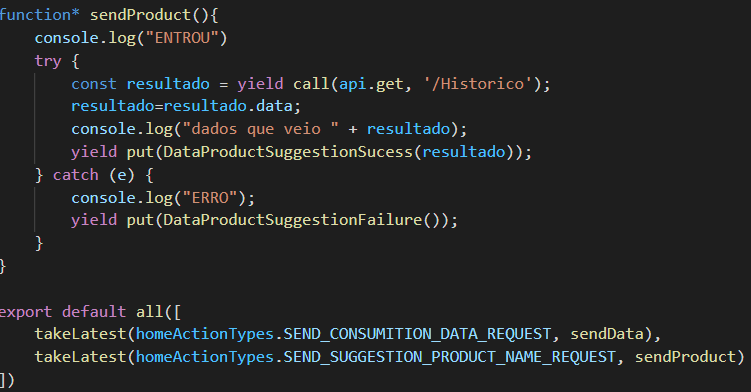 function* sendProduct(){
console.log("ENTROU")
try {
const resultado = yield call(api.get, '/Historico');
resultado=resultado.data;
console.log("dados que veio " + resultado);
yield put(DataProductSuggestionSucess(resultado));
} catch (e) {
console.log("ERRO");
yield put(DataProductSuggestionFailure());
}
}
export default all([
takeLatest(homeActionTypes.SEND_CONSUMITION_DATA_REQUEST, sendData),
takeLatest(homeActionTypes.SEND_SUGGESTION_PRODUCT_NAME_REQUEST, sendProduct)
])